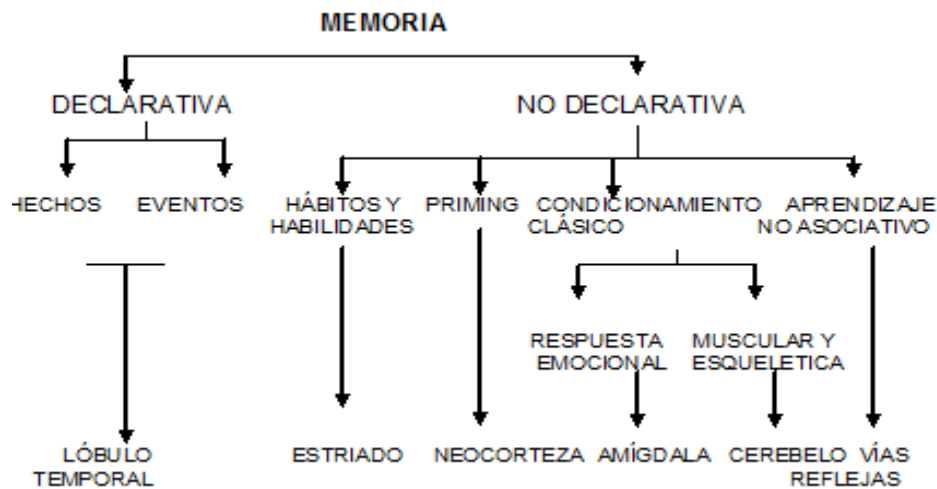 MEMORIA
DECLARATIVA NO DECLARATIVA
HECHOS EVENTOS HÁBITOS Y PRIMING CONDICIONAMIENTO APRENDIZAJE
HABILIDADES CLÁSICO NO ASOCIATIVO
RESPUESTA MUSCULAR Y
EMOCIONAL ESQUELETICA
LÓBULO ESTRIADO NEOCORTEZA AMÍGDALA CEREBELO VÍAS
TEMPORAL REFLEJAS